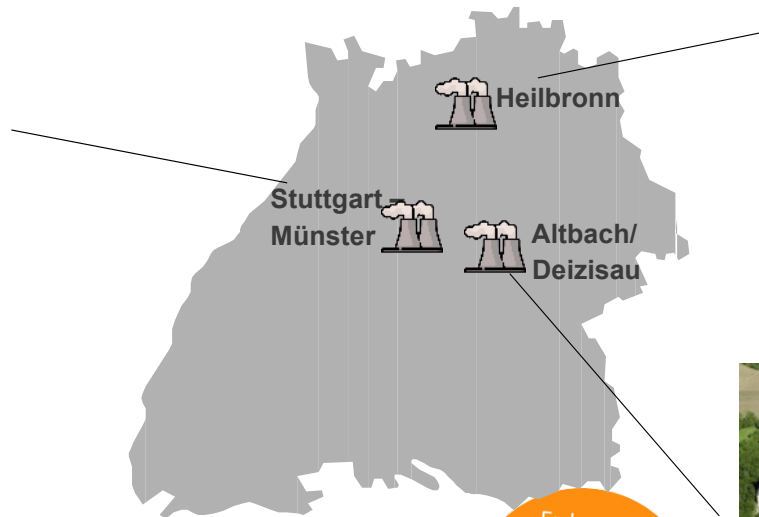 Heilbronn
Stuttgart –
Münster
Altbach/
Deizisau